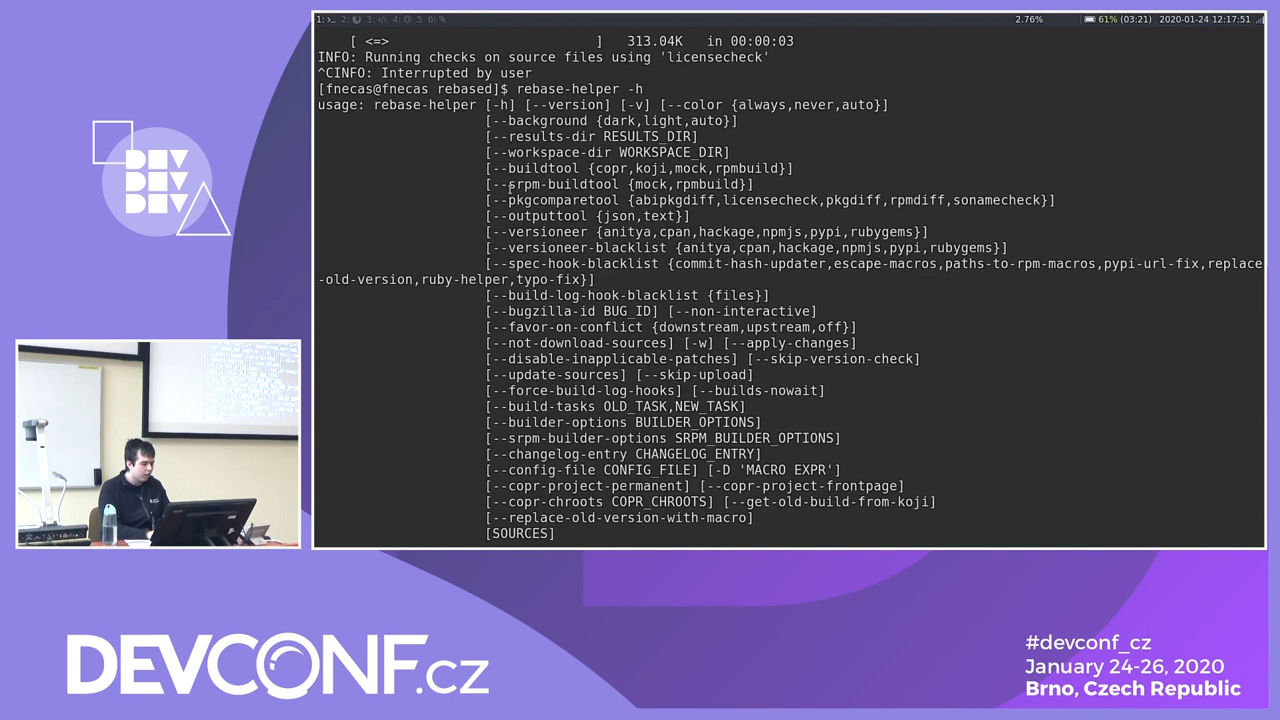 1: 2: 3: 4: 5 6: 2.76% 61% (03:21) 2020-01-24 12:17:51
[ <=> ] 313.04K in 00:00:03
INFO: Running checks on source files using 'licensecheck'
^CINFO: Interrupted by user
[fnecas@fnecas rebased]$ rebase-helper -h
usage: rebase-helper [-h] [--version] [-v] [--color {always,never,auto}]
[--background {dark,light,auto}]
[--results-dir RESULTS_DIR]
[--workspace-dir WORKSPACE_DIR]
[--buildtool {copr,koji,mock,rpmbuild}]
[--srpm-buildtool {mock,rpmbuild}]
[--pkgcomparetool {abipkgdiff,licensecheck,pkgdiff,rpmdiff,sonamecheck}]
[--outputtool {json,text}]
[--versioneer {anitya,cpan,hackage,npmjs,pypi,rubygems}]
[--versioneer-blacklist {anitya,cpan,hackage,npmjs,pypi,rubygems}]
[--spec-hook-blacklist {commit-hash-updater,escape-macros,paths-to-rpm-macros,pypi-url-fix,replace
-old-version,ruby-helper,typo-fix}]
[--build-log-hook-blacklist {files}]
[--bugzilla-id BUG_ID] [--non-interactive]
[--favor-on-conflict {downstream,upstream,off}]
[--not-download-sources] [-w] [--apply-changes]
[--disable-inapplicable-patches] [--skip-version-check]
[--update-sources] [--skip-upload]
[--force-build-log-hooks] [--builds-nowait]
[--build-tasks OLD_TASK,NEW_TASK]
[--builder-options BUILDER_OPTIONS]
[--srpm-builder-options SRPM_BUILDER_OPTIONS]
[--changelog-entry CHANGELOG_ENTRY]
[--config-file CONFIG_FILE] [-D 'MACRO EXPR']
[--copr-project-permanent] [--copr-project-frontpage]
[--copr-chroots COPR_CHROOTS] [--get-old-build-from-koji]
[--replace-old-version-with-macro]
[SOURCES]
DEV
DEV
DEV
DEVCONF.cz
#devconf_cz
January 24-26, 2020
Brno, Czech Republic